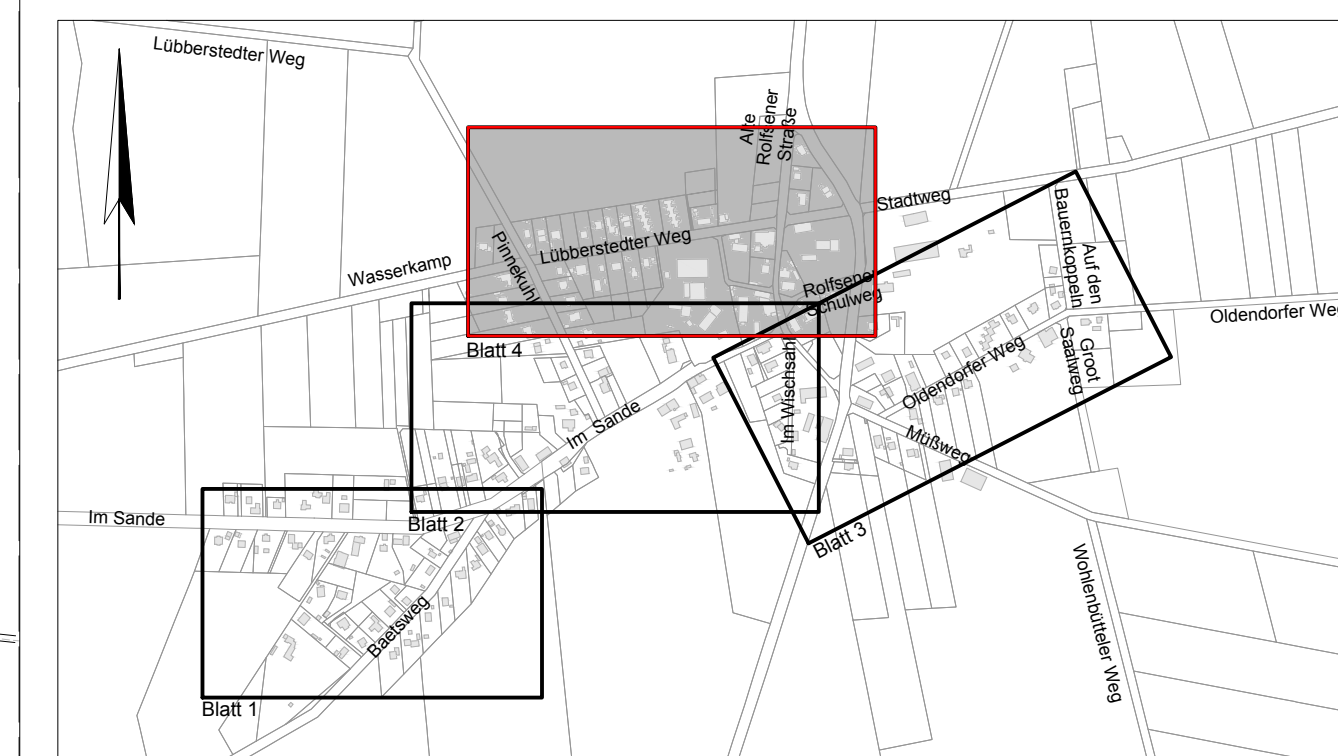 Lübberstedter Weg
Alte
Rolfsener
Straße
Stadtweg
Bauernkoppeln
Auf den
Lübberstedter Weg
Pinnekuhl
Wasserkamp
Rolfsener
Schulweg
Oldendorfer Weg
Blatt 4
Groot
Saalweg
Oldendorfer Weg
Im Wischsahl
Im Sande
Müßweg
Im Sande
Blatt 2
Blatt 3
Wohlenbütteler Weg
Baetsweg
Blatt 1